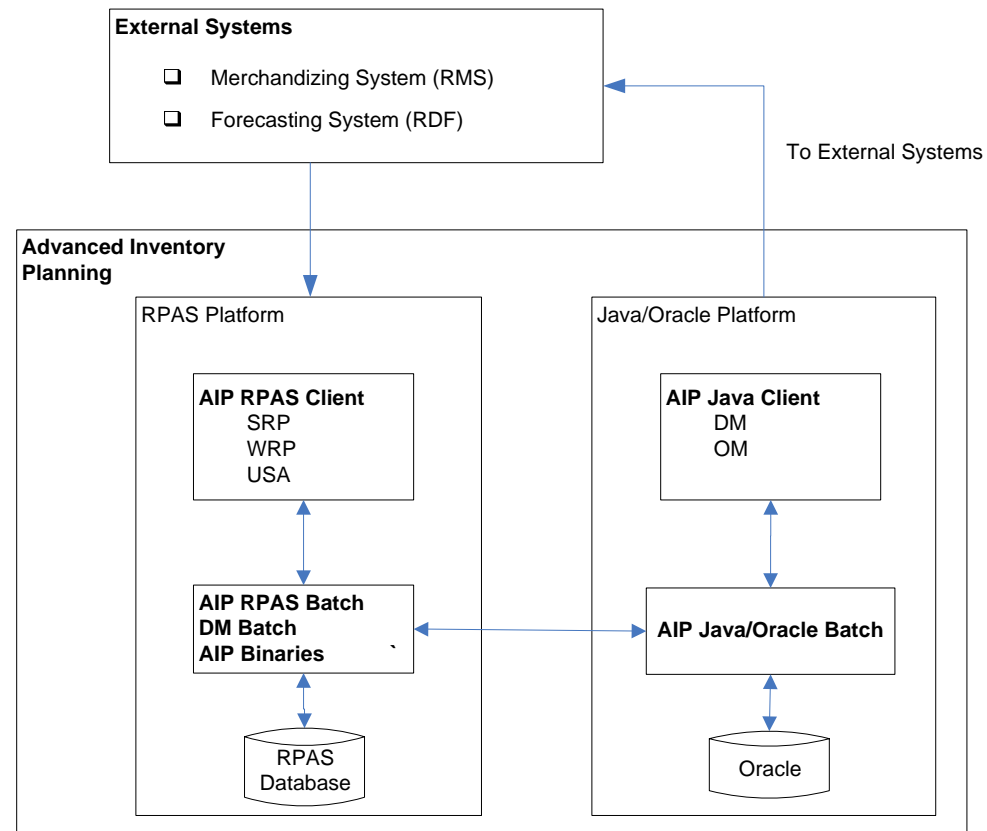 External Systems
❑ Merchandizing System (RMS)
❑ Forecasting System (RDF)
To External Systems
Advanced Inventory
Planning
RPAS Platform
AIP RPAS Client
SRP
WRP
USA
AIP RPAS Batch
DM Batch
AIP Binaries `
RPAS
Database
Java/Oracle Platform
AIP Java Client
DM
OM
AIP Java/Oracle Batch
Oracle